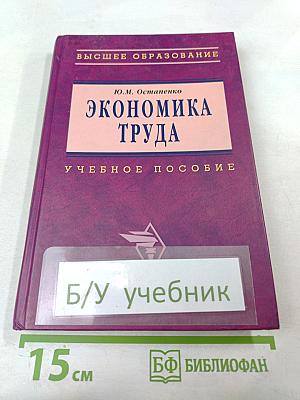 ВЫСШЕЕ ОБРАЗОВАНИЕ
Ю.М. Остапенко
ЭКОНОМИКА
ТРУДА
УЧЕБНОЕ ПОСОБИЕ
Б/У учебник
15 см
БФ БИБЛИОФАН